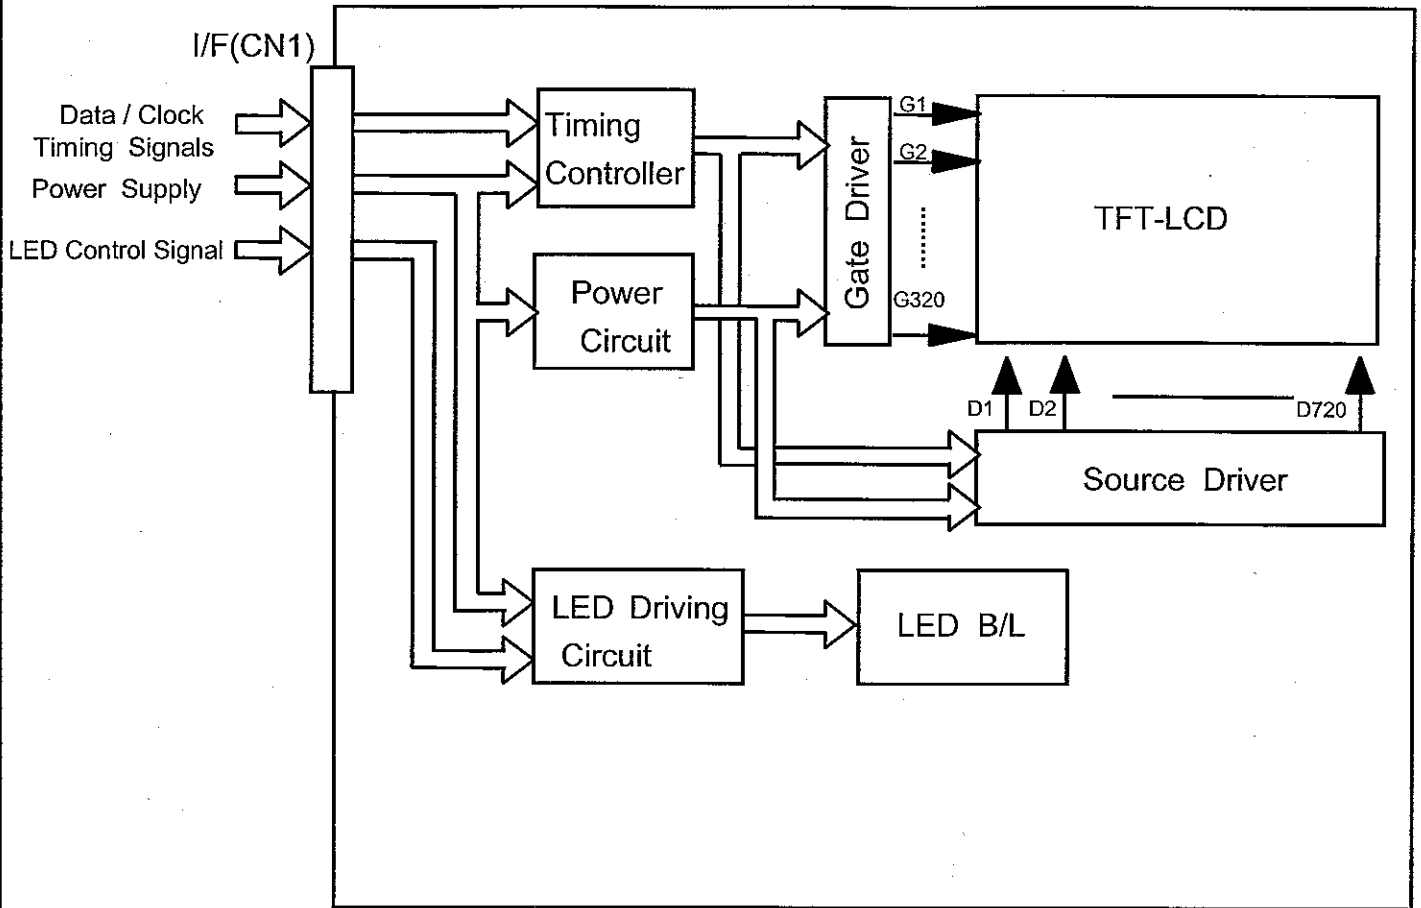 I/F(CN1)
Data / Clock
Timing Signals
Power Supply
LED Control Signal
Timing
Controller
Power
Circuit
Gate Driver
G1
G2
G320
TFT-LCD
D1
D2
D720
Source Driver
LED Driving
Circuit
LED B/L